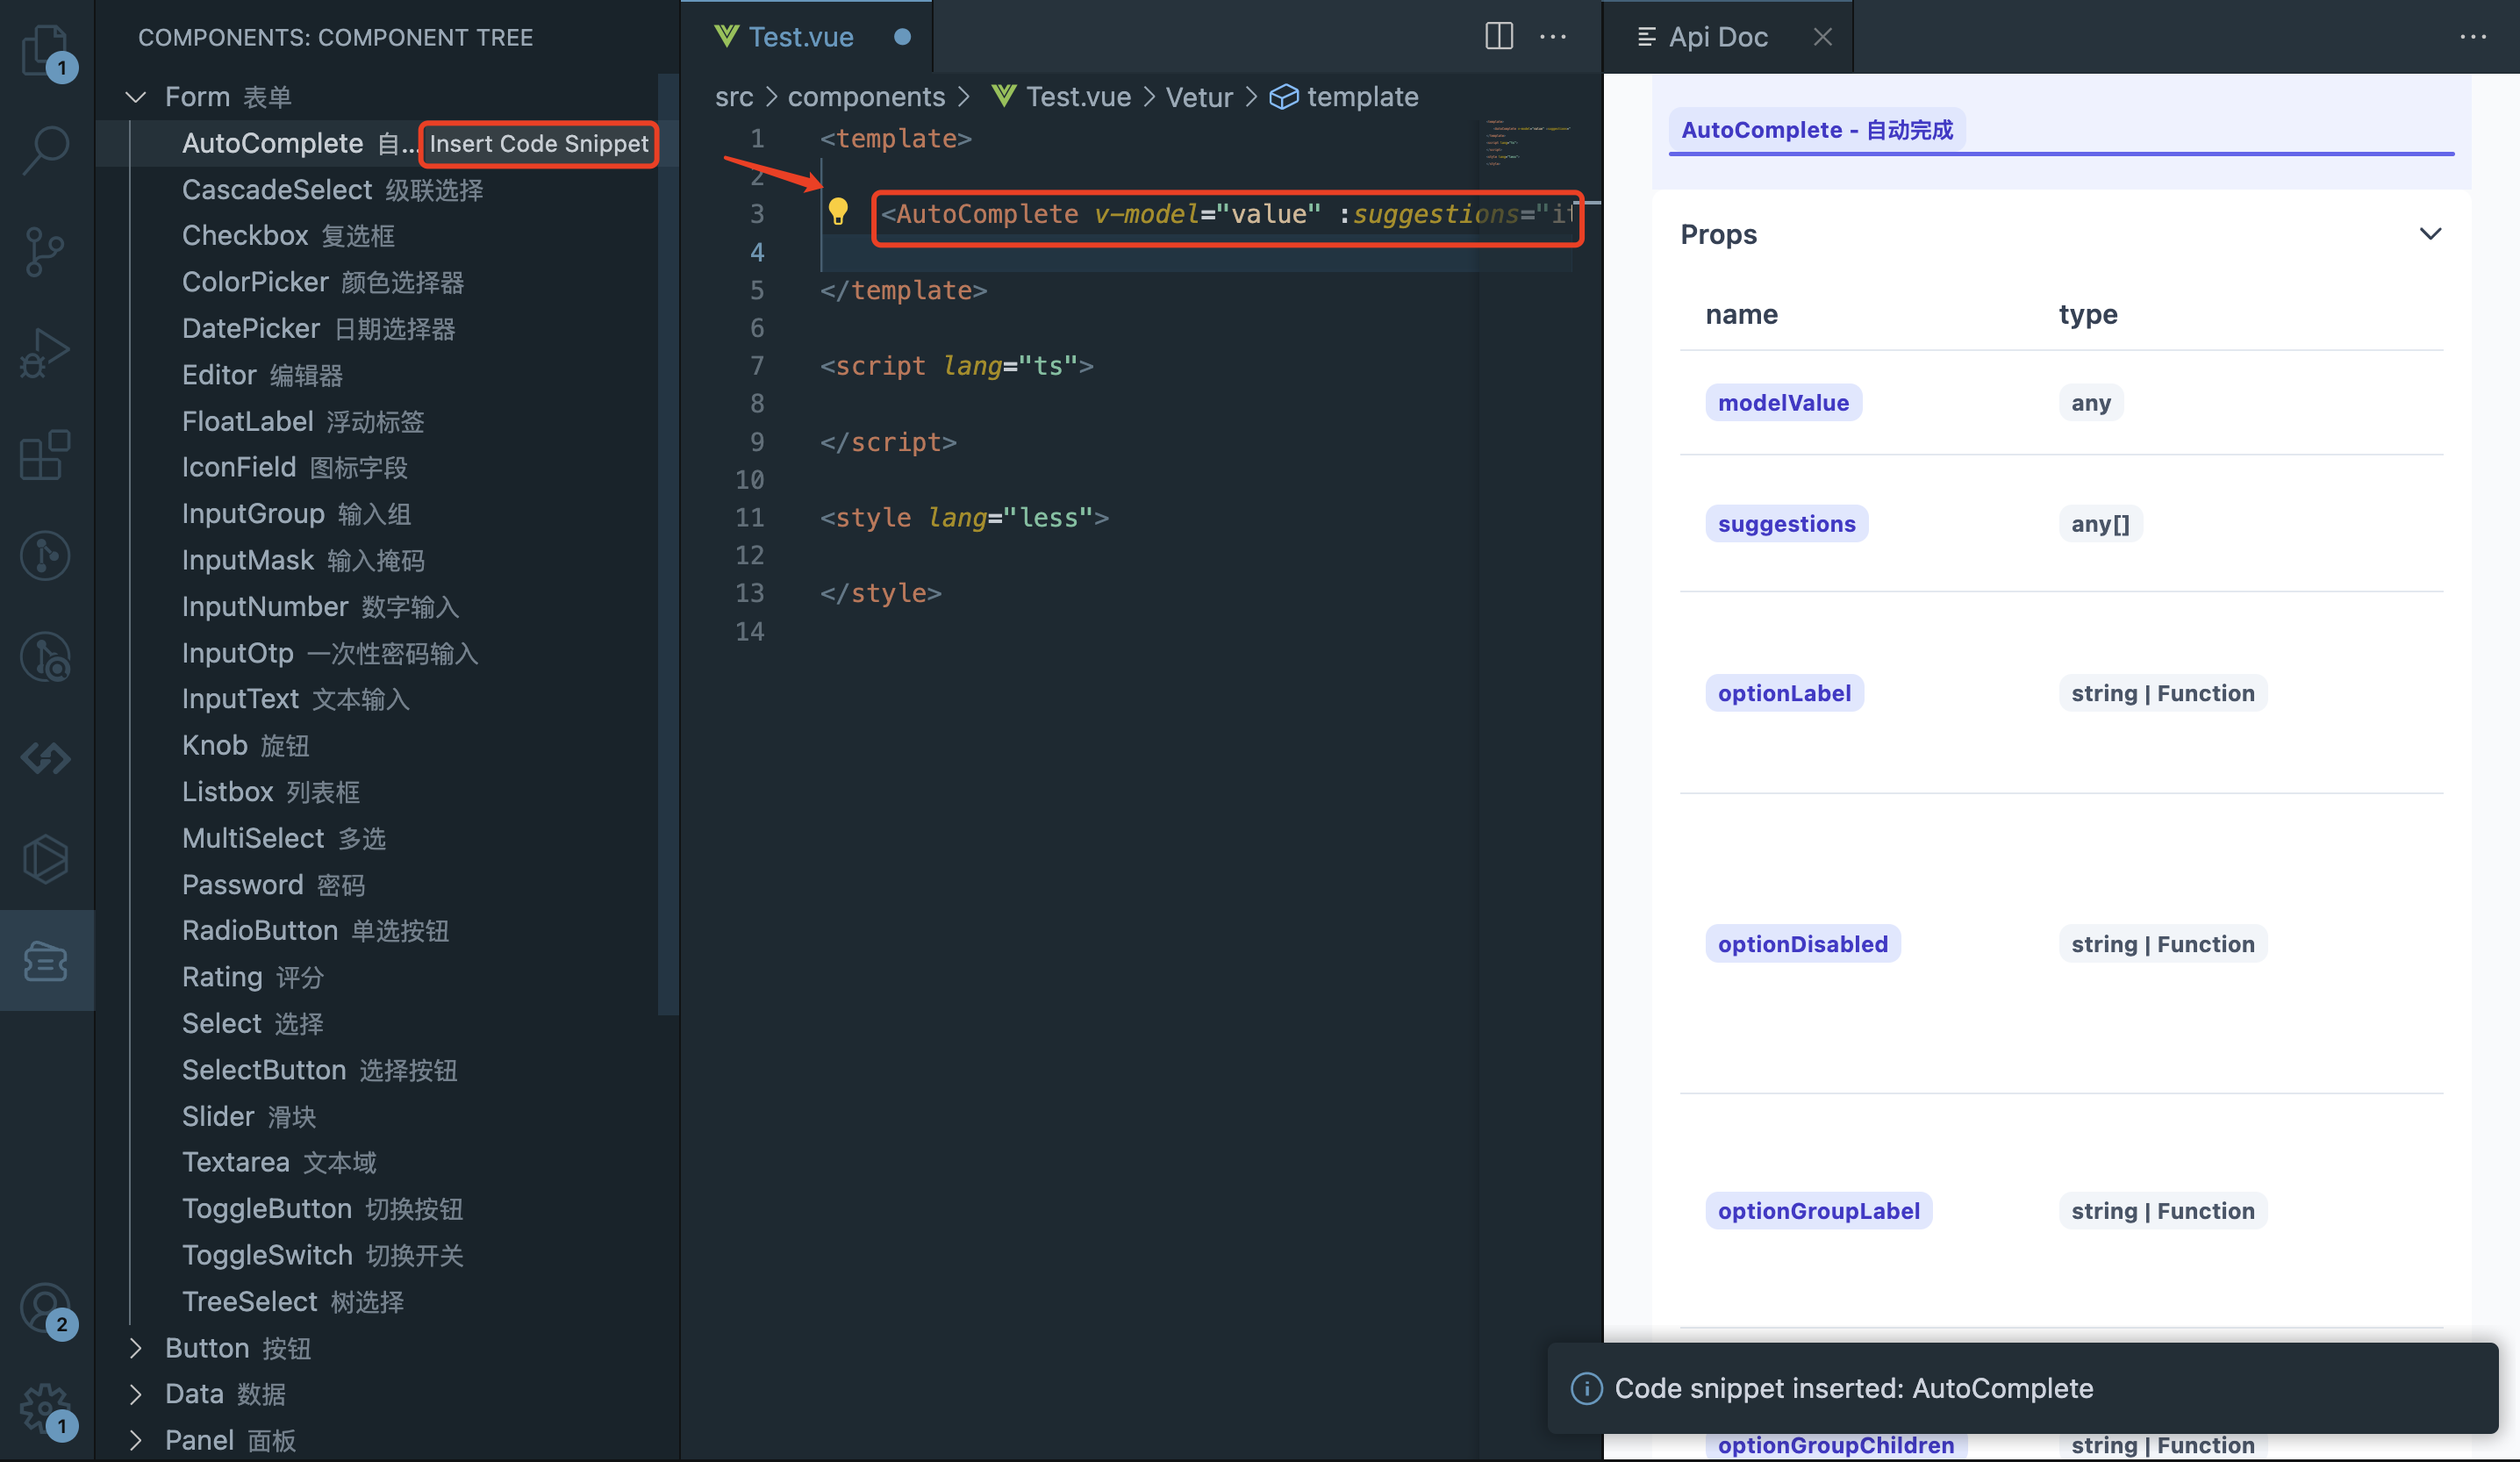 COMPONENTS: COMPONENT TREE
Form 表单
AutoComplete 自...
Insert Code Snippet
CascadeSelect 级联选择
Checkbox 复选框
ColorPicker 颜色选择器
DatePicker 日期选择器
Editor 编辑器
FloatLabel 浮动标签
IconField 图标字段
InputGroup 输入组
InputMask 输入掩码
InputNumber 数字输入
InputOtp 一次性密码输入
InputText 文本输入
Knob 旋钮
Listbox 列表框
MultiSelect 多选
Password 密码
RadioButton 单选按钮
Rating 评分
Select 选择
SelectButton 选择按钮
Slider 滑块
Textarea 文本域
ToggleButton 切换按钮
ToggleSwitch 切换开关
TreeSelect 树选择
Button 按钮
Data 数据
Panel 面板
1
2
1
Test.vue
src > components > Test.vue > Vetur > template
1 <template>
2
3 <AutoComplete v-model="value" :suggestions="it
4
5 </template>
6
7 <script lang="ts">
8
9 </script>
10
11 <style lang="less">
12
13 </style>
14
Api Doc
AutoComplete - 自动完成
Props
name type
modelValue any
suggestions any[]
optionLabel string | Function
optionDisabled string | Function
optionGroupLabel string | Function
optionGroupChildren string | Function
Code snippet inserted: AutoComplete